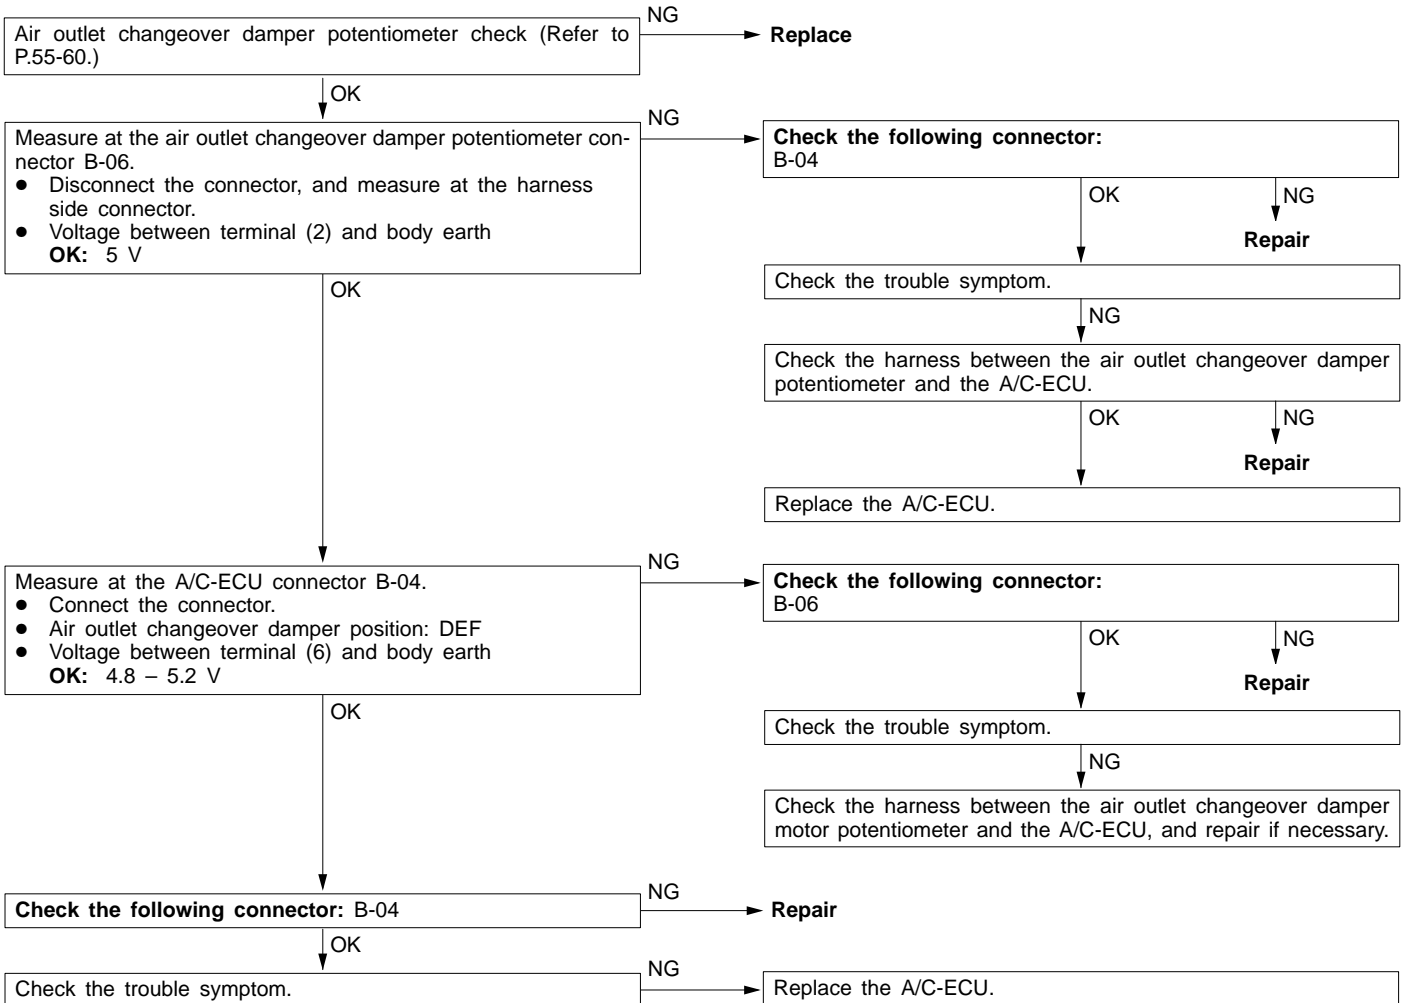 Air outlet changeover damper potentiometer check (Refer to
P.55-60.)
NG
Replace
OK
Measure at the air outlet changeover damper potentiometer con-
nector B-06.
● Disconnect the connector, and measure at the harness
side connector.
● Voltage between terminal (2) and body earth
OK: 5 V
NG
Check the following connector:
B-04
OK
NG
Repair
Check the trouble symptom.
NG
Check the harness between the air outlet changeover damper
potentiometer and the A/C-ECU.
OK
NG
Repair
Replace the A/C-ECU.
OK
Measure at the A/C-ECU connector B-04.
● Connect the connector.
● Air outlet changeover damper position: DEF
● Voltage between terminal (6) and body earth
OK: 4.8 – 5.2 V
NG
Check the following connector:
B-06
OK
NG
Repair
Check the trouble symptom.
NG
Check the harness between the air outlet changeover damper
motor potentiometer and the A/C-ECU, and repair if necessary.
OK
Check the following connector: B-04
NG
Repair
OK
Check the trouble symptom.
NG
Replace the A/C-ECU.